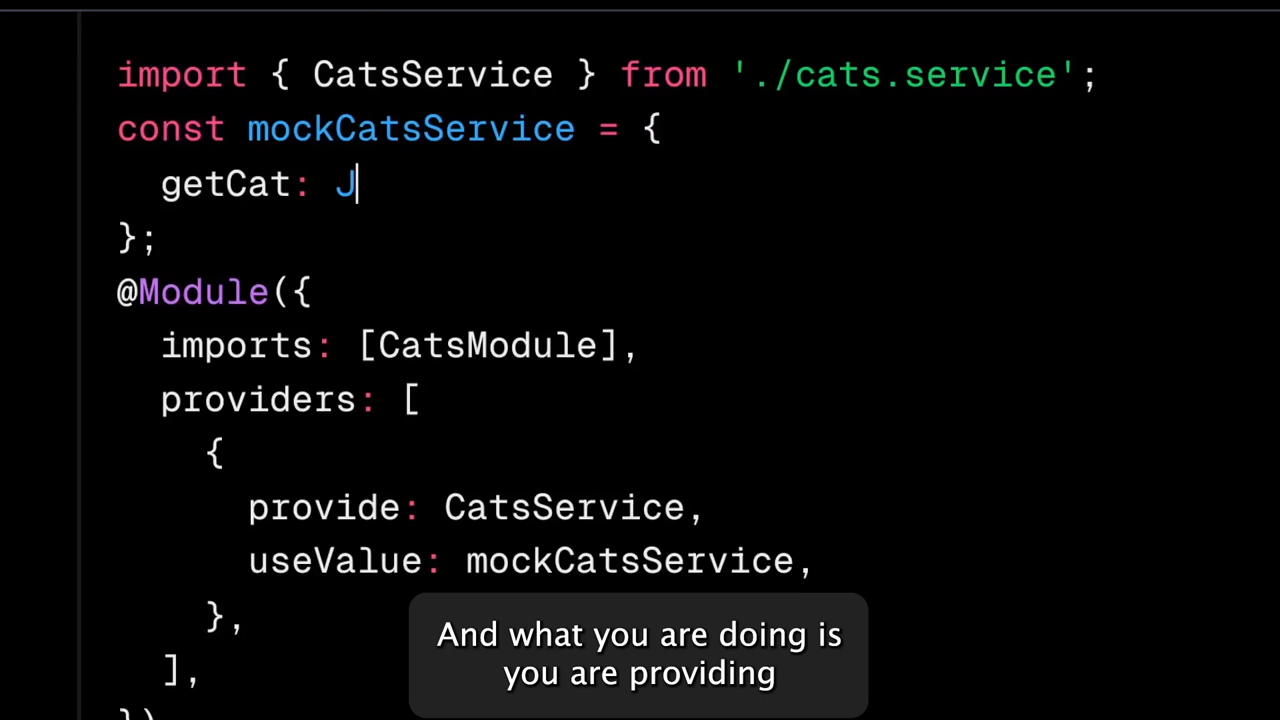 import { CatsService } from './cats.service';
const mockCatsService = {
  getCat: J
};
@Module({
  imports: [CatsModule],
  providers: [
    {
      provide: CatsService,
      useValue: mockCatsService,
    },
  ],
})
And what you are doing is
you are providing